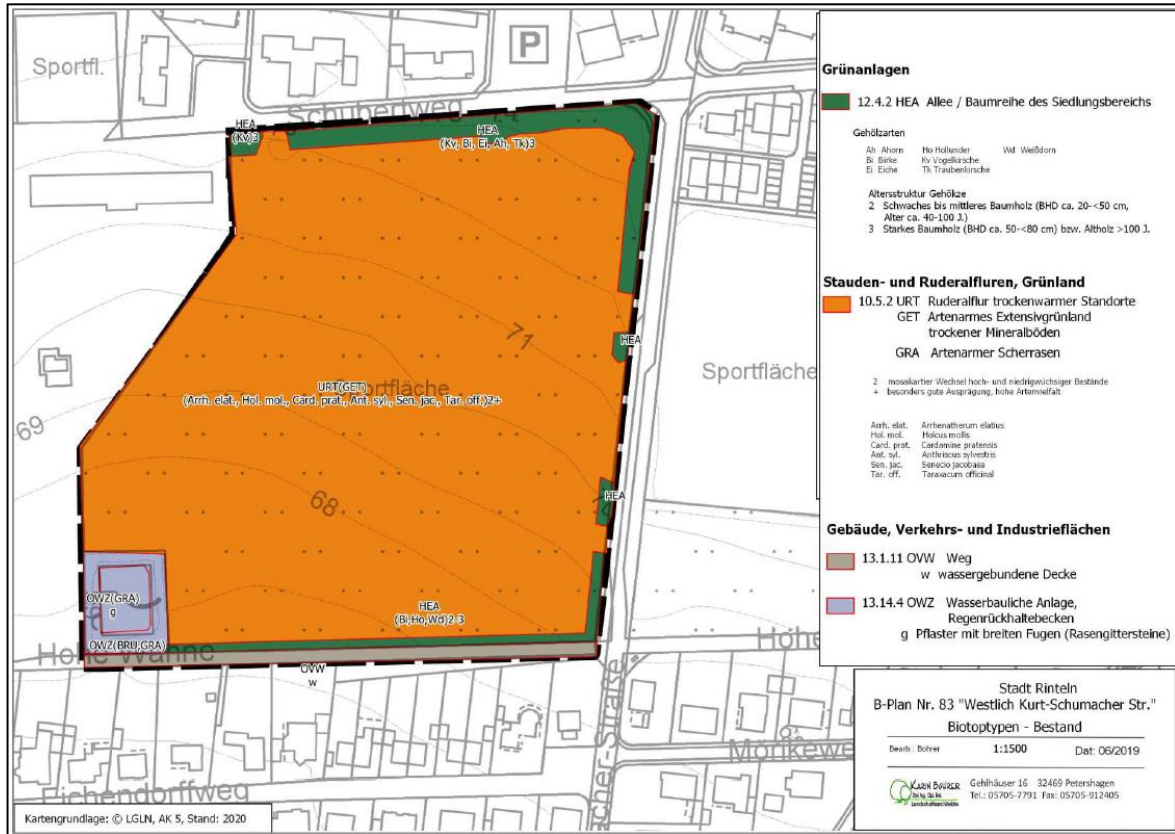 Sportfl.
P
Schubertweg
HEA
(Kv)3
HEA
(Kv, Bi, Ei, Ah, Tk)3
71
HEA
Sportfläche
Sportfläche
URT(GET)
(Arrh. elat., Hol. mol., Card. prat., Ant. syl., Sen. jac., Tar. off.)2+
69
68
HEA
HEA
(Bi,Ho,Wd)2-3
OWZ(GRA)
g
OWZ(BRU,GRA)
Hohe Wanne
Hohe
OVW
w
Mörikewe
Eichendorffweg
Kartengrundlage: © LGLN, AK 5, Stand: 2020
Grünanlagen
12.4.2 HEA Allee / Baumreihe des Siedlungsbereichs
Gehölzarten
Ah Ahorn Ho Hollunder Wd Weißdorn
Bi Birke Kv Vogelkirsche
Ei Eiche Tk Traubenkirsche
Altersstruktur Gehölze
2 Schwaches bis mittleres Baumholz (BHD ca. 20-<50 cm,
Alter ca. 40-100 J.)
3 Starkes Baumholz (BHD ca. 50-<80 cm) bzw. Altholz >100 J.
Stauden- und Ruderalfluren, Grünland
10.5.2 URT Ruderalflur trockenwarmer Standorte
GET Artenarmes Extensivgrünland
trockener Mineralböden
GRA Artenarmer Scherrasen
2 mosaikartier Wechsel hoch- und niedrigwüchsiger Bestände
+ besonders gute Ausprägung, hohe Artenvielfalt
Arrh. elat. Arrhenatherum elatius
Hol. mol. Holcus mollis
Card. prat. Cardamine pratensis
Ant. syl. Anthriscus sylvestris
Sen. jac. Senecio jacobaea
Tar. off. Taraxacum officinal
Gebäude, Verkehrs- und Industrieflächen
13.1.11 OVW Weg
w wassergebundene Decke
13.14.4 OWZ Wasserbauliche Anlage,
Regenrückhaltebecken
g Pflaster mit breiten Fugen (Rasengittersteine)
Stadt Rinteln
B-Plan Nr. 83 "Westlich Kurt-Schumacher Str."
Biotoptypen - Bestand
Bearb.: Bohrer 1:1500 Dat: 06/2019
KARIN BOHRER
Landschaftsarchitektin
Gehlhäuser 16 32469 Petershagen
Tel.: 05705-7791 Fax: 05705-912405